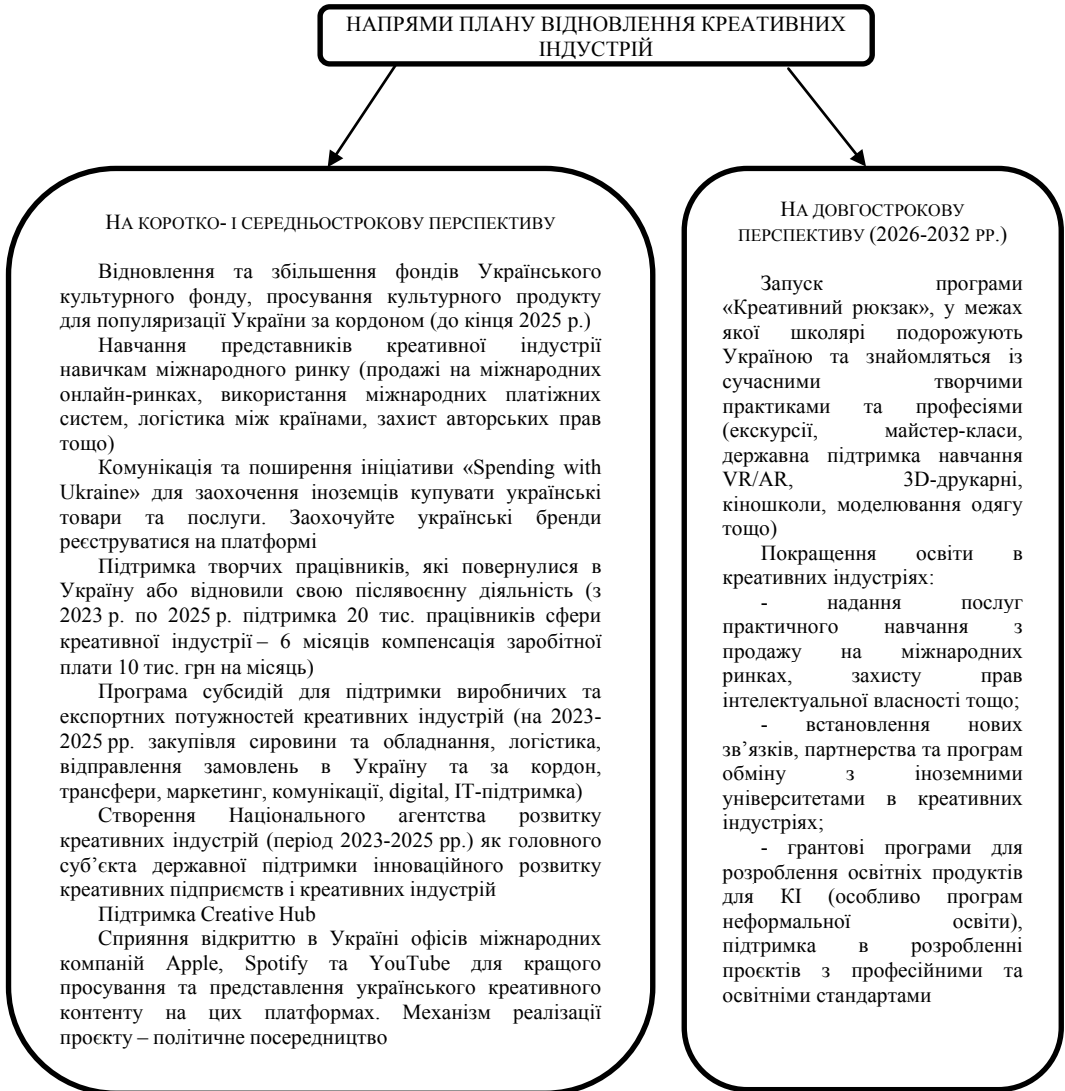 НАПРЯМИ ПЛАНУ ВІДНОВЛЕННЯ КРЕАТИВНИХ
ІНДУСТРІЙ
НА КОРОТКО- І СЕРЕДНЬОСТРОКОВУ ПЕРСПЕКТИВУ
Відновлення та збільшення фондів Українського
культурного фонду, просування культурного продукту
для популяризації України за кордоном (до кінця 2025 р.)
Навчання представників креативної індустрії
навичкам міжнародного ринку (продажі на міжнародних
онлайн-ринках, використання міжнародних платіжних
систем, логістика між країнами, захист авторських прав
тощо)
Комунікація та поширення ініціативи «Spending with
Ukraine» для заохочення іноземців купувати українські
товари та послуги. Заохочуйте українські бренди
реєструватися на платформі
Підтримка творчих працівників, які повернулися в
Україну або відновили свою післявоєнну діяльність (з
2023 р. по 2025 р. підтримка 20 тис. працівників сфери
креативної індустрії – 6 місяців компенсація заробітної
плати 10 тис. грн на місяць)
Програма субсидій для підтримки виробничих та
експортних потужностей креативних індустрій (на 2023-
2025 рр. закупівля сировини та обладнання, логістика,
відправлення замовлень в Україну та за кордон,
трансфери, маркетинг, комунікації, digital, ІТ-підтримка)
Створення Національного агентства розвитку
креативних індустрій (період 2023-2025 рр.) як головного
суб’єкта державної підтримки інноваційного розвитку
креативних підприємств і креативних індустрій
Підтримка Creative Hub
Сприяння відкриттю в Україні офісів міжнародних
компаній Apple, Spotify та YouTube для кращого
просування та представлення українського креативного
контенту на цих платформах. Механізм реалізації
проєкту – політичне посередництво
НА ДОВГОСТРОКОВУ
ПЕРСПЕКТИВУ (2026-2032 РР.)
Запуск програми
«Креативний рюкзак», у межах
якої школярі подорожують
Україною та знайомляться із
сучасними творчими
практиками та професіями
(екскурсії, майстер-класи,
державна підтримка навчання
VR/AR, 3D-друкарні,
кіношколи, моделювання одягу
тощо)
Покращення освіти в
креативних індустріях:
- надання послуг
практичного навчання з
продажу на міжнародних
ринках, захисту прав
інтелектуальної власності тощо;
- встановлення нових
зв’язків, партнерства та програм
обміну з іноземними
університетами в креативних
індустріях;
- грантові програми для
розроблення освітніх продуктів
для КІ (особливо програм
неформальної освіти),
підтримка в розробленні
проєктів з професійними та
освітніми стандартами